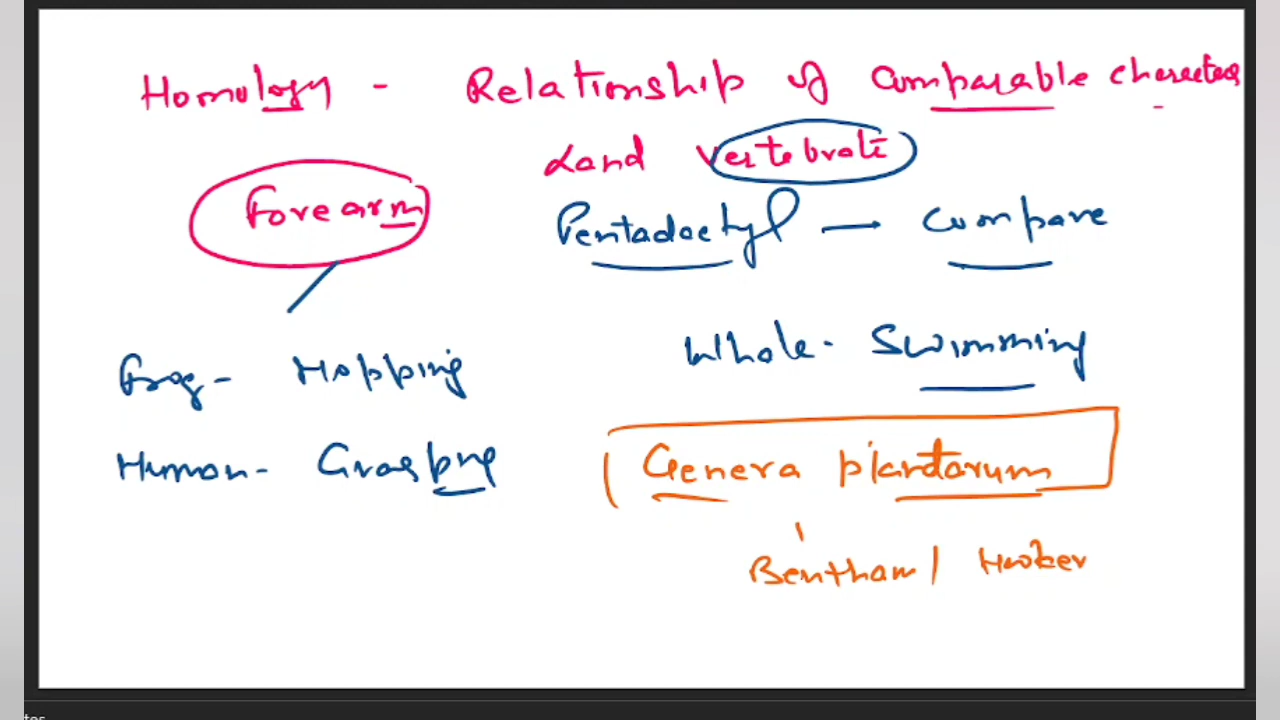 Homology - Relationship of comparable characters
Land vertebrate
Forearm
Pentadactyl - compare
Frog - Hopping
Whale - Swimming
Human - Grasping
Genera plantarum
Bentham / Hooker